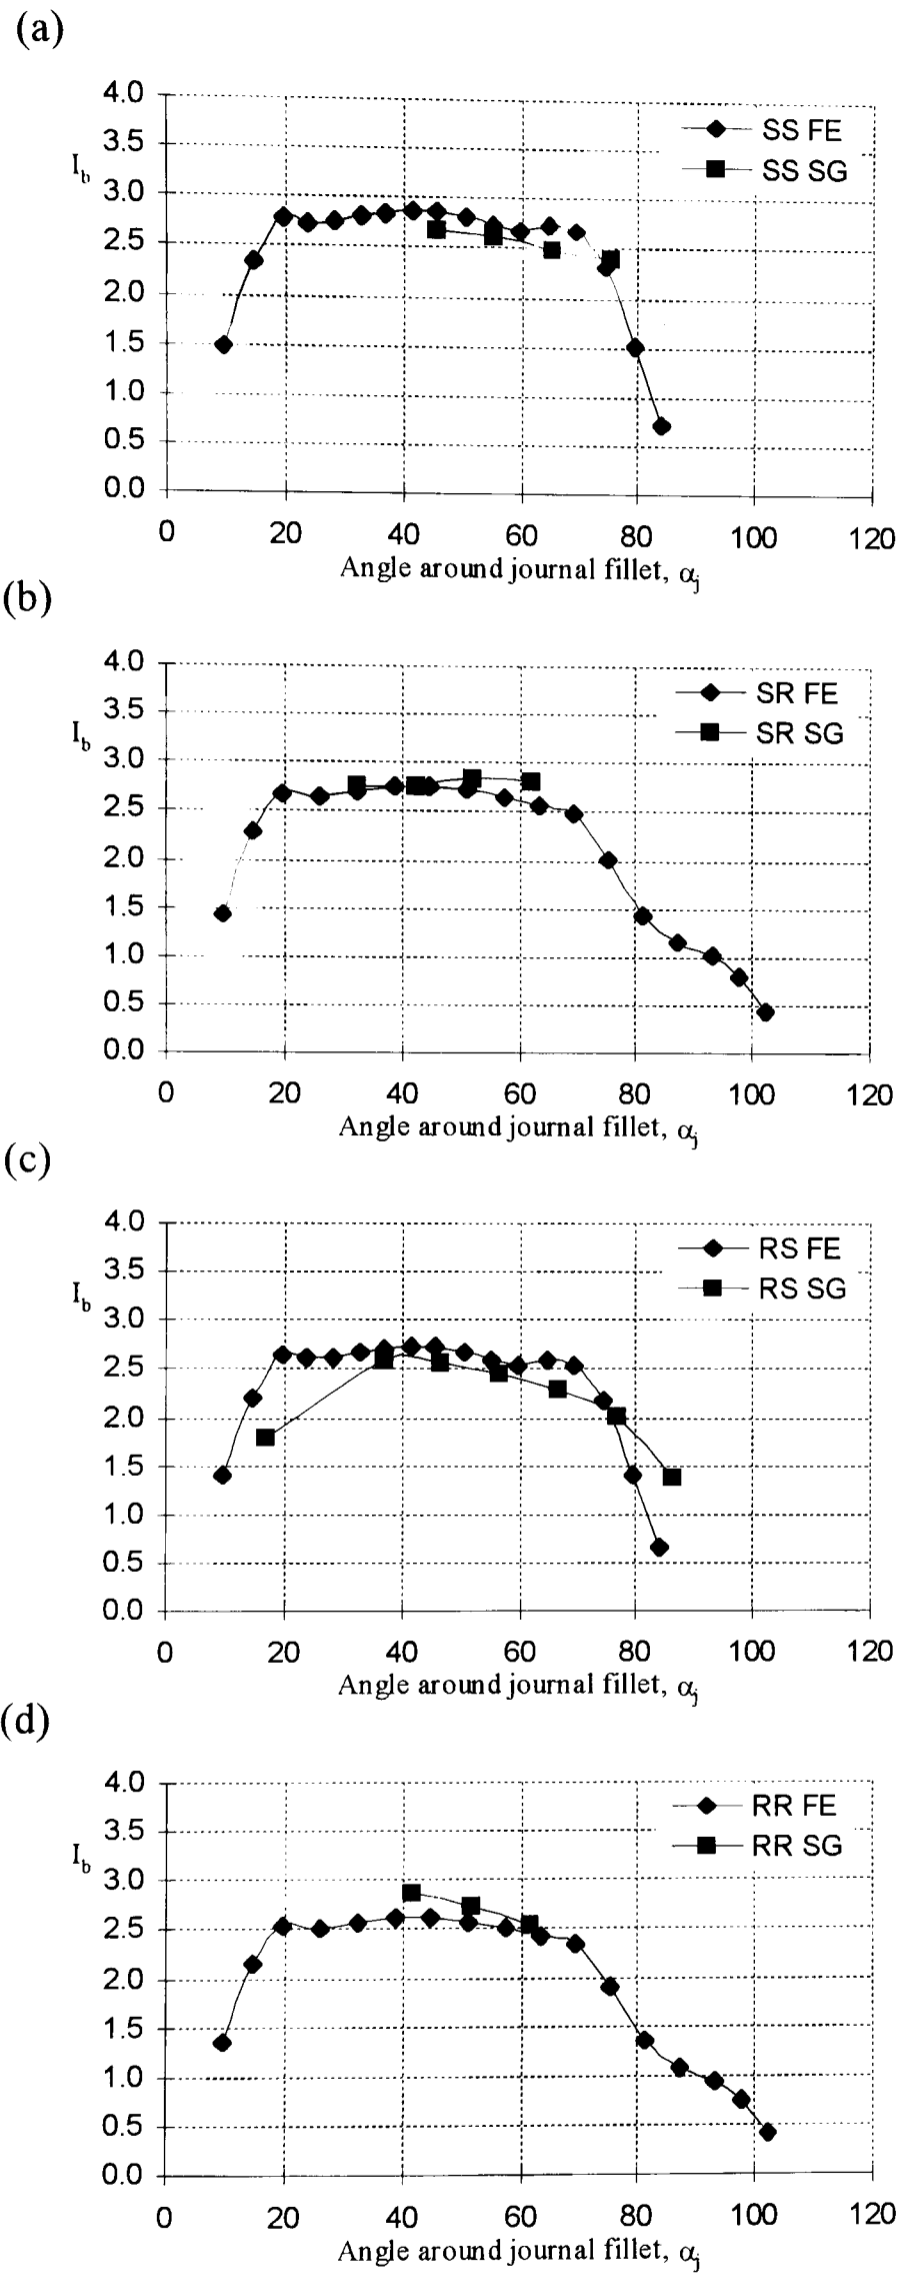 (a)
4.0
SS FE
3.5
I_b
SS SG
3.0
2.5
2.0
1.5
1.0
0.5
0.0
0 20 40 60 80 100 120
Angle around journal fillet, α_j
(b)
4.0
SR FE
3.5
I_b
SR SG
3.0
2.5
2.0
1.5
1.0
0.5
0.0
0 20 40 60 80 100 120
Angle around journal fillet, α_j
(c)
4.0
RS FE
3.5
I_b
RS SG
3.0
2.5
2.0
1.5
1.0
0.5
0.0
0 20 40 60 80 100 120
Angle around journal fillet, α_j
(d)
4.0
RR FE
3.5
I_b
RR SG
3.0
2.5
2.0
1.5
1.0
0.5
0.0
0 20 40 60 80 100 120
Angle around journal fillet, α_j